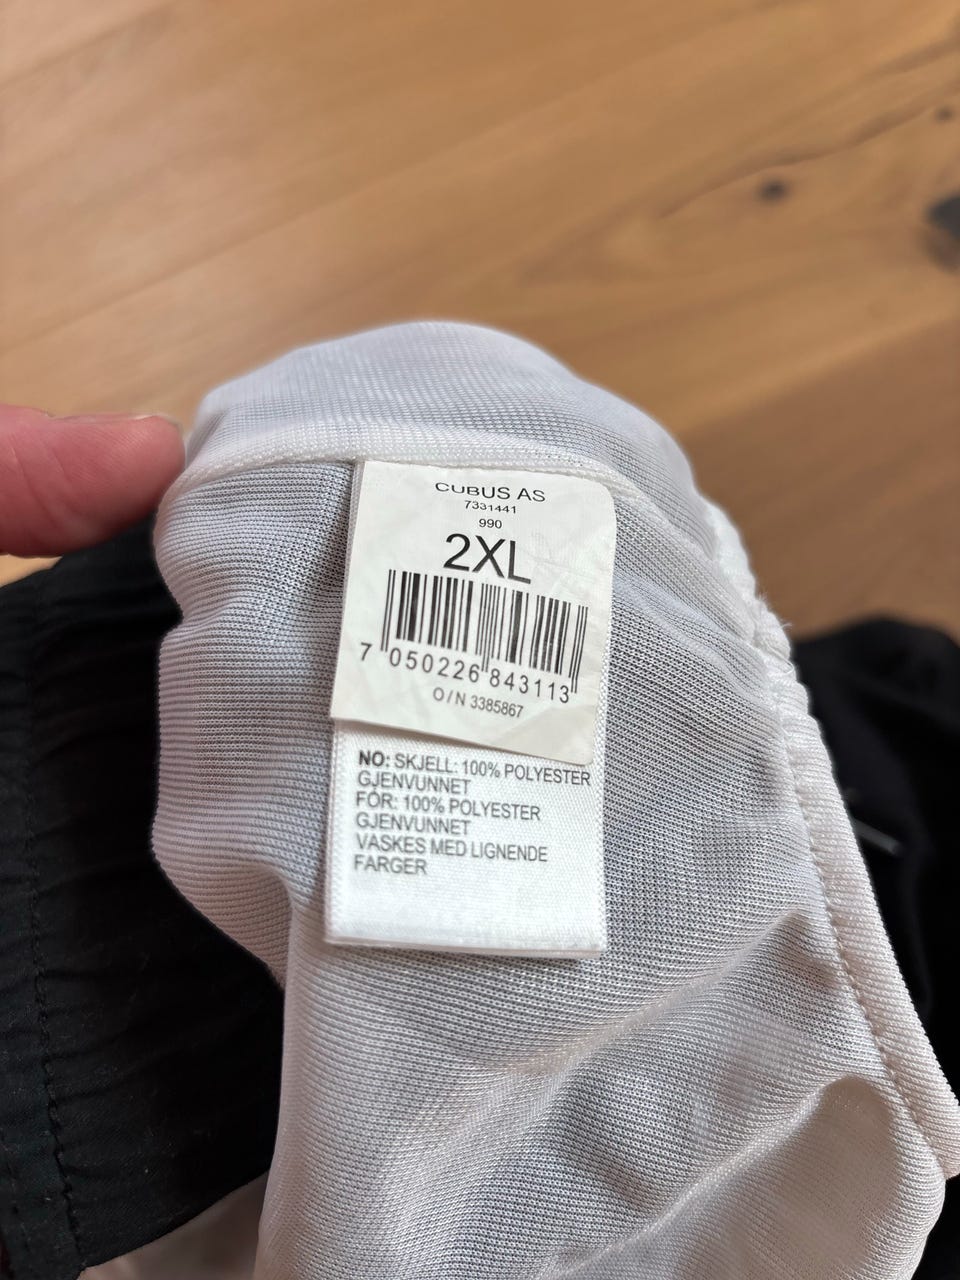 CUBUS AS
7331441
990
2XL
7 050226 843113
O/N 3385867
NO: SKJELL: 100% POLYESTER
GJENVUNNET
FÓR: 100% POLYESTER
GJENVUNNET
VASKES MED LIGNENDE
FARGER